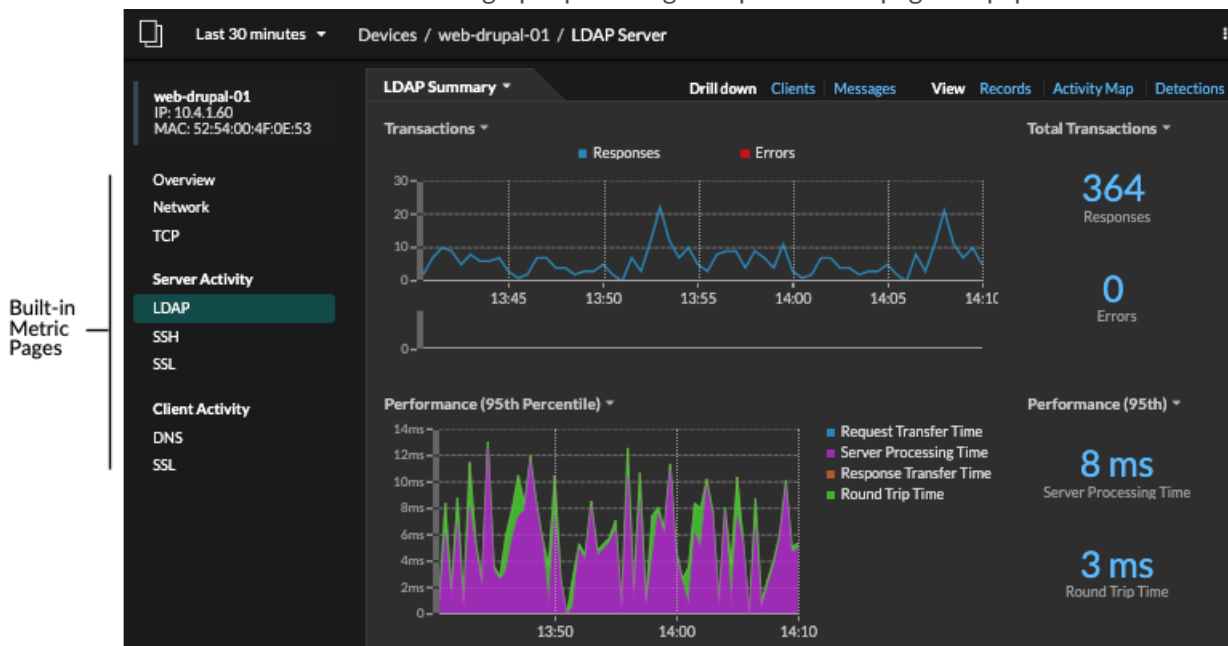 Last 30 minutes
Devices / web-drupal-01 / LDAP Server
web-drupal-01
IP: 10.4.1.60
MAC: 52:54:00:4F:0E:53
Overview
Network
TCP
Server Activity
LDAP
SSH
SSL
Client Activity
DNS
SSL
Built-in
Metric
Pages
LDAP Summary
Drill down Clients Messages View Records Activity Map Detections
Transactions
Responses Errors
30
20
10
0
13:45 13:50 13:55 14:00 14:05
0
Total Transactions
364
Responses
0
Errors
Performance (95th Percentile)
14ms
12ms
10ms
8ms
6ms
4ms
2ms
0
13:50 14:00 14:10
Request Transfer Time
Server Processing Time
Response Transfer Time
Round Trip Time
Performance (95th)
8 ms
Server Processing Time
3 ms
Round Trip Time